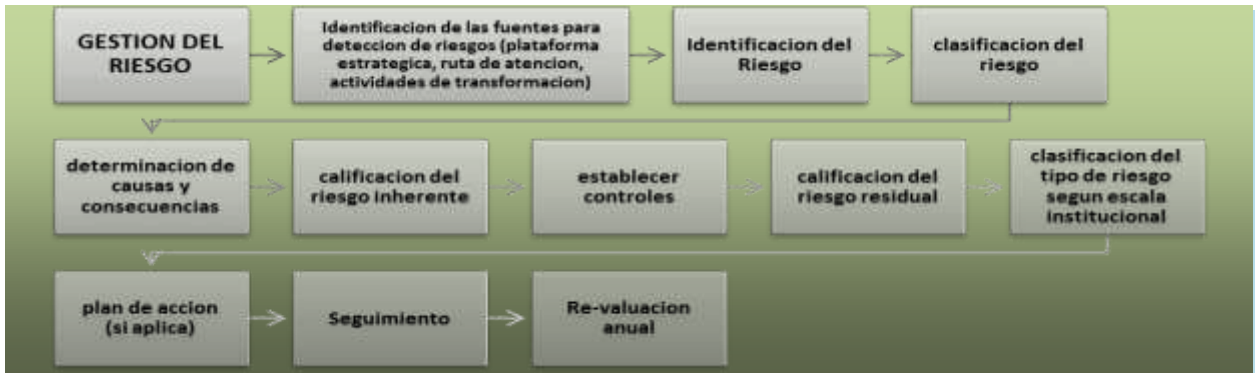 GESTION DEL
RIESGO
Identificacion de las fuentes para
deteccion de riesgos (plataforma
estrategica, ruta de atencion,
actividades de transformacion)
Identificacion del
Riesgo
clasificacion del
riesgo
determinacion de
causas y
consecuencias
calificacion del
riesgo inherente
establecer
controles
calificacion del
riesgo residual
clasificacion del
tipo de riesgo
segun escala
institucional
plan de accion
(si aplica)
Seguimiento
Re-valuacion
anual